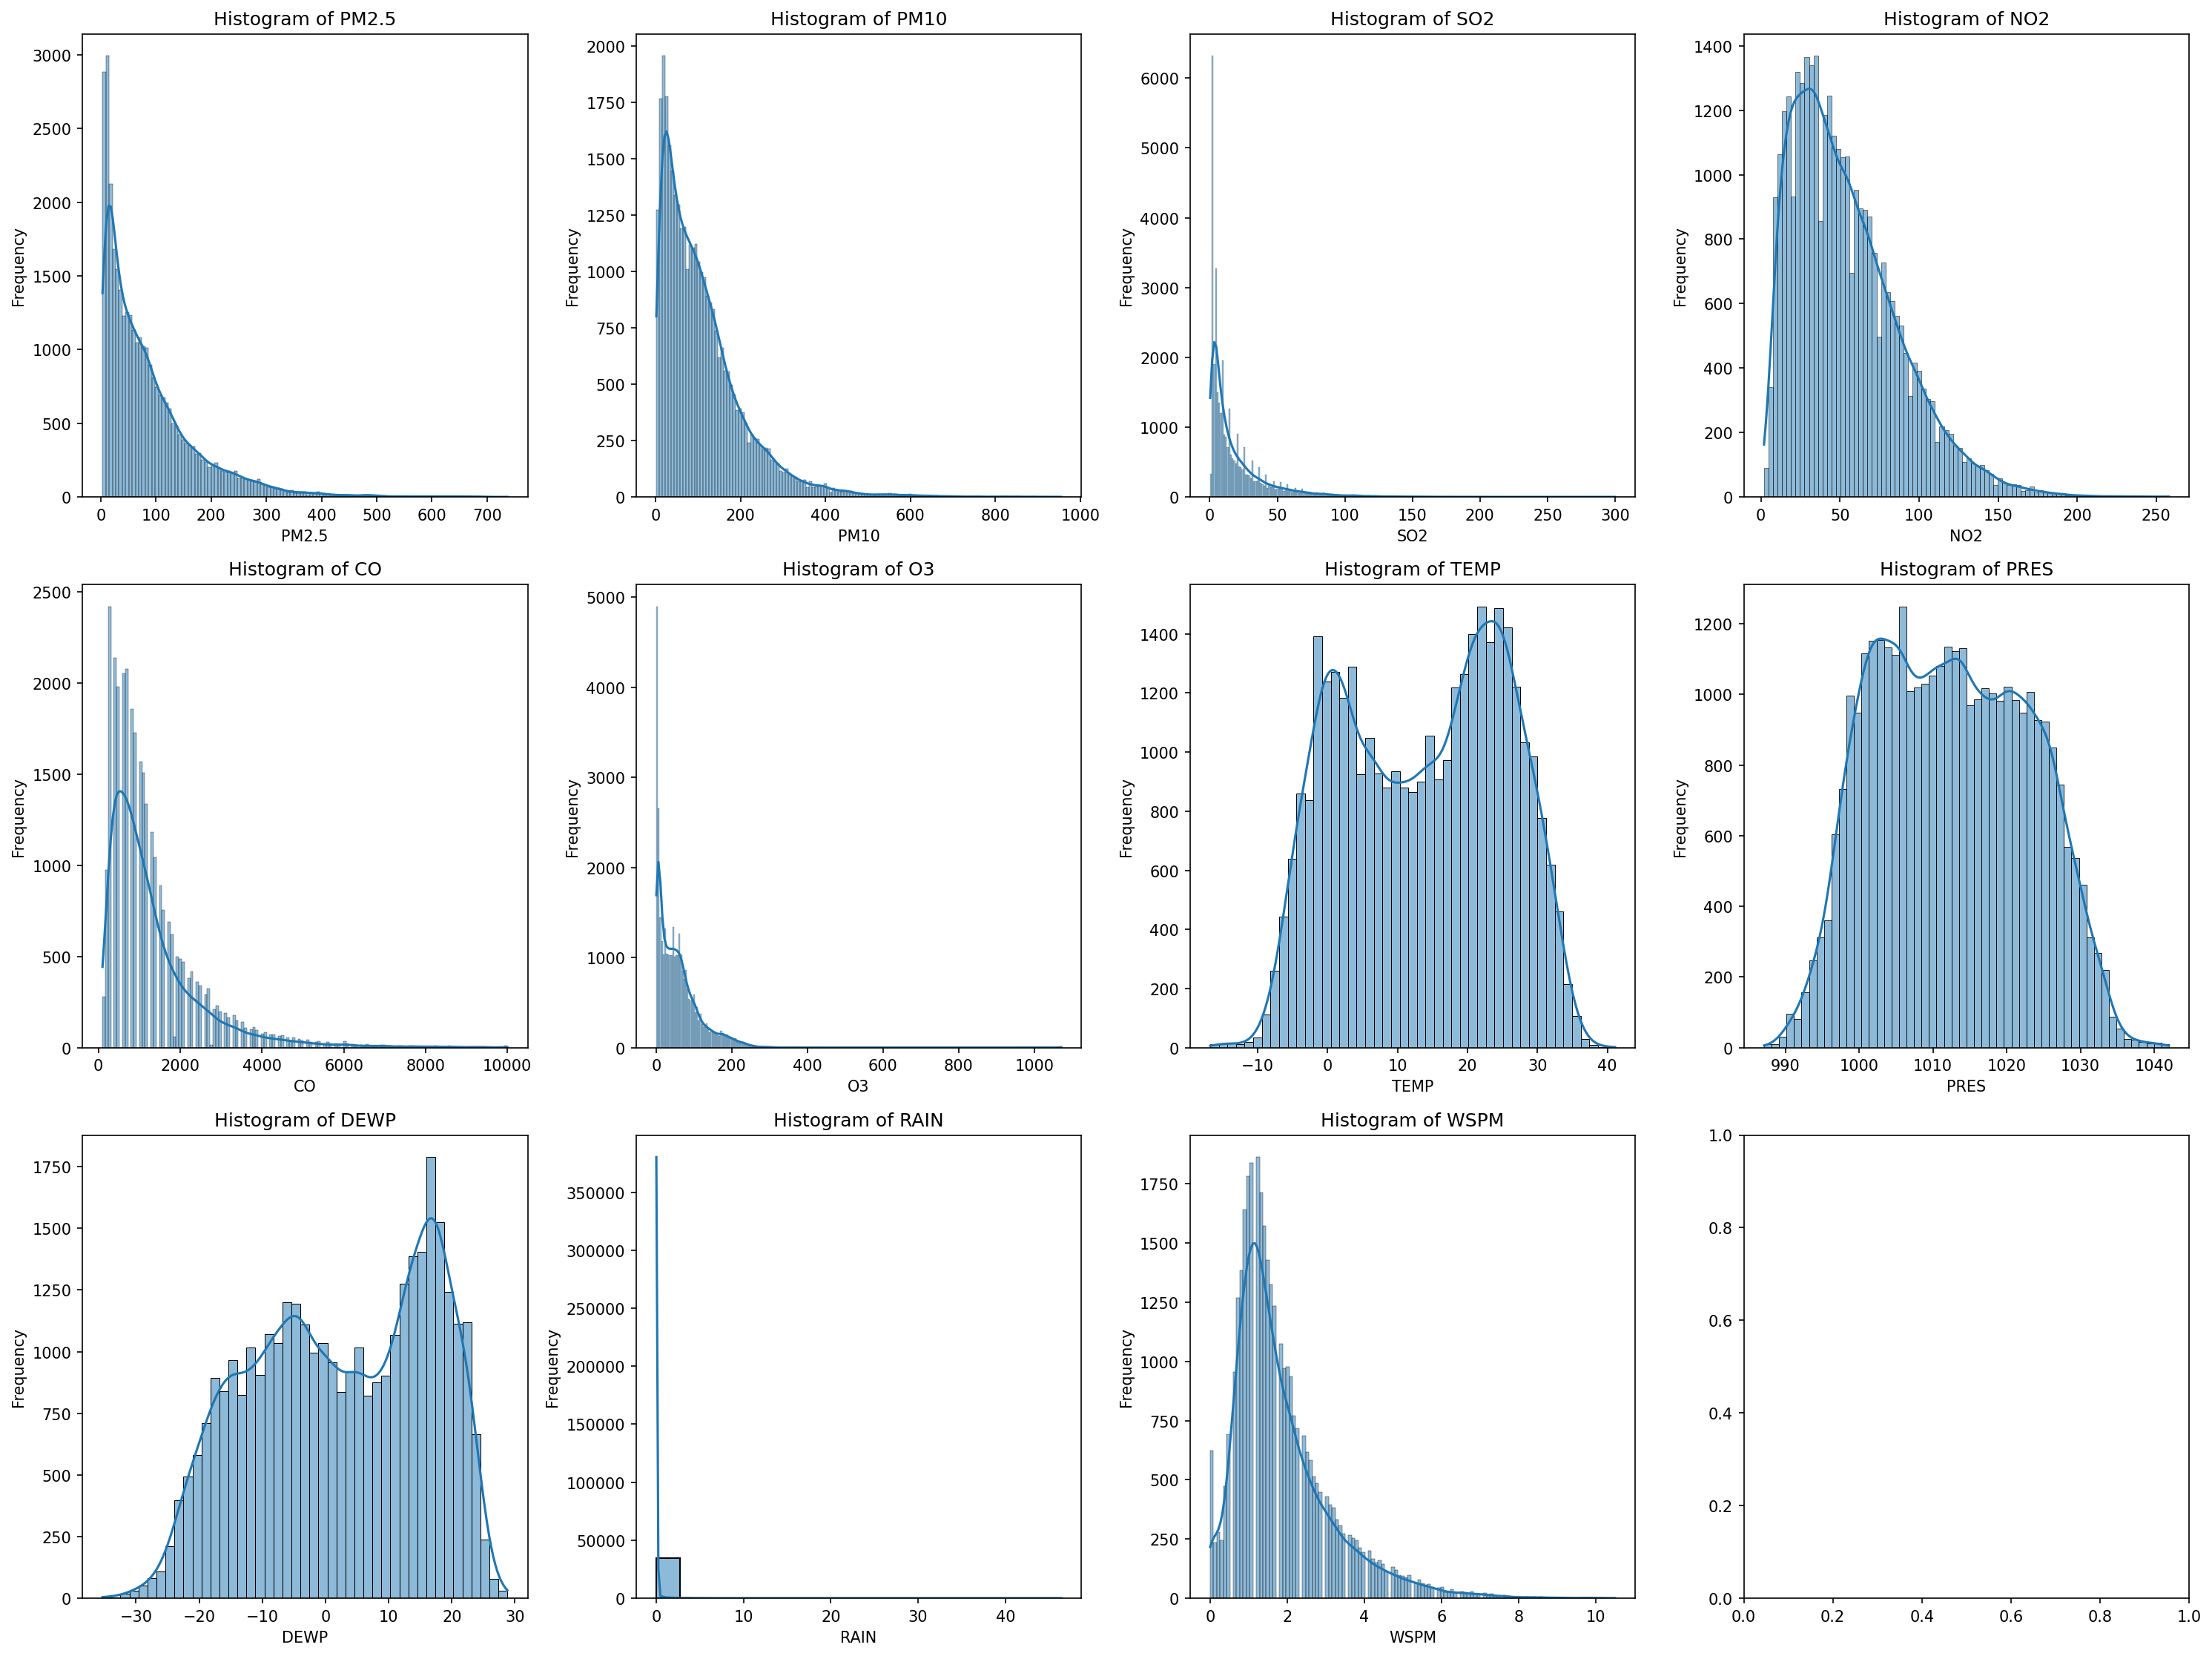 Histogram of PM2.5
Frequency
3000
2500
2000
1500
1000
500
0
0 100 200 300 400 500 600 700
PM2.5
Histogram of PM10
Frequency
2000
1750
1500
1250
1000
750
500
250
0
0 200 400 600 800 1000
PM10
Histogram of SO2
Frequency
6000
5000
4000
3000
2000
1000
0
0 50 100 150 200 250 300
SO2
Histogram of NO2
Frequency
1400
1200
1000
800
600
400
200
0
0 50 100 150 200 250
NO2
Histogram of CO
Frequency
2500
2000
1500
1000
500
0
0 2000 4000 6000 8000 10000
CO
Histogram of O3
Frequency
5000
4000
3000
2000
1000
0
0 200 400 600 800 1000
O3
Histogram of TEMP
Frequency
1400
1200
1000
800
600
400
200
0
−10 0 10 20 30 40
TEMP
Histogram of PRES
Frequency
1200
1000
800
600
400
200
0
990 1000 1010 1020 1030 1040
PRES
Histogram of DEWP
Frequency
1750
1500
1250
1000
750
500
250
0
−30 −20 −10 0 10 20 30
DEWP
Histogram of RAIN
Frequency
350000
300000
250000
200000
150000
100000
50000
0
0 10 20 30 40
RAIN
Histogram of WSPM
Frequency
1750
1500
1250
1000
750
500
250
0
0 2 4 6 8 10
WSPM
1.0
0.8
0.6
0.4
0.2
0.0
0.0 0.2 0.4 0.6 0.8 1.0